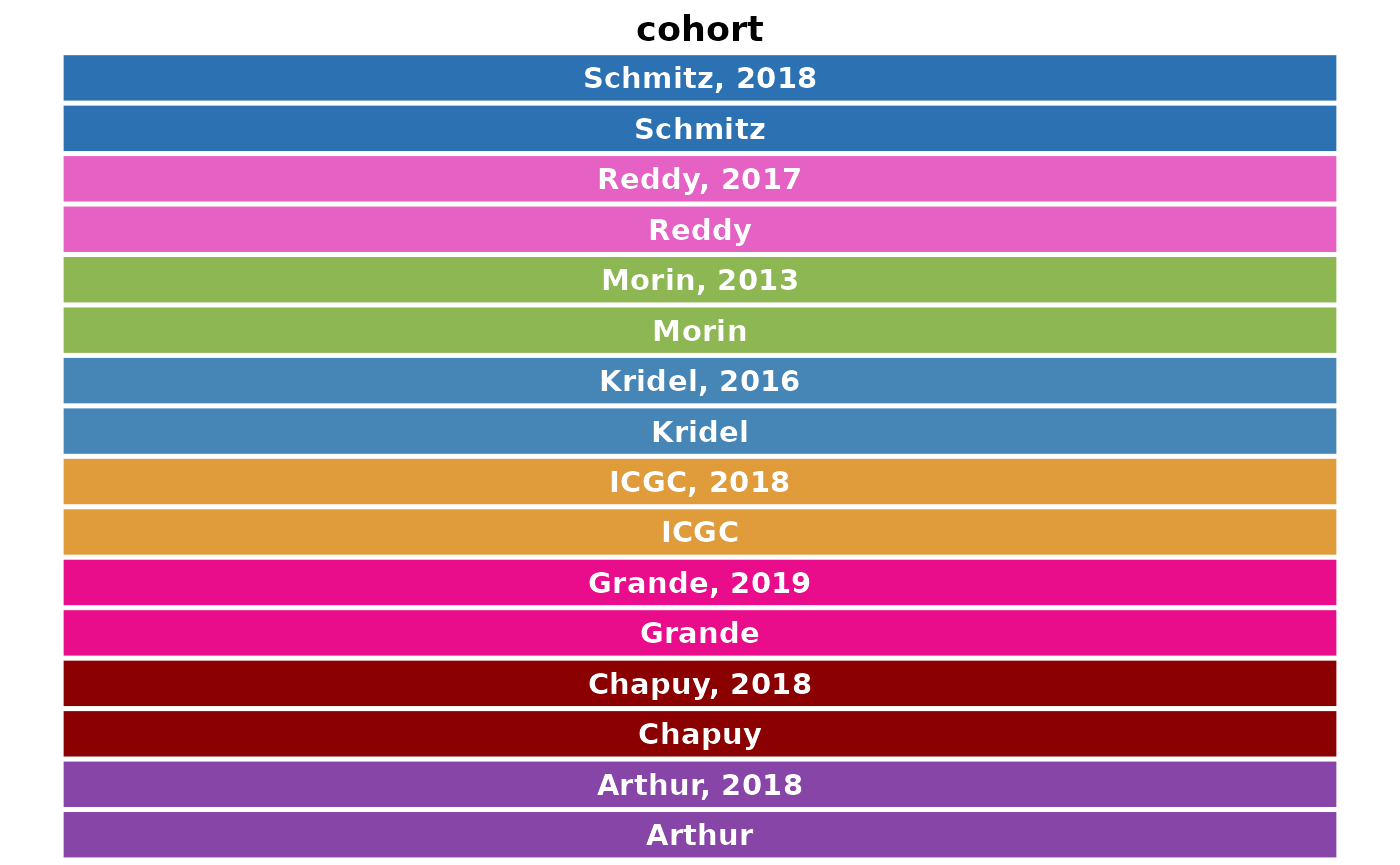 cohort
Schmitz, 2018
Schmitz
Reddy, 2017
Reddy
Morin, 2013
Morin
Kridel, 2016
Kridel
ICGC, 2018
ICGC
Grande, 2019
Grande
Chapuy, 2018
Chapuy
Arthur, 2018
Arthur